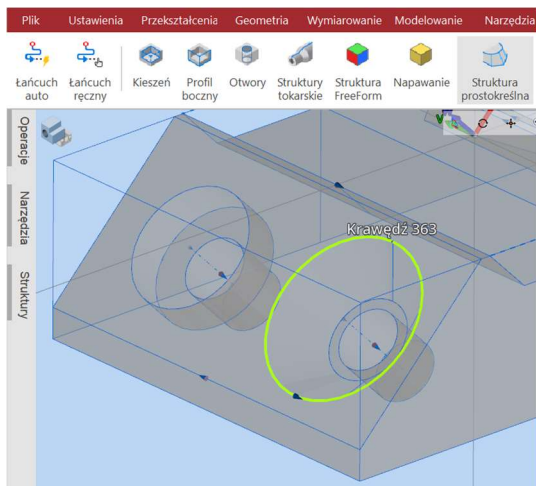 Plik Ustawienia Przekształcenia Geometria Wymiarowanie Modelowanie Narzędzia
Łańcuch auto
Łańcuch ręczny
Kieszeń
Profil boczny
Otwory
Struktury tokarskie
Struktura FreeForm
Napawanie
Struktura prostokreślna
Operacje
Narzędzia
Struktury
Krawędź 363